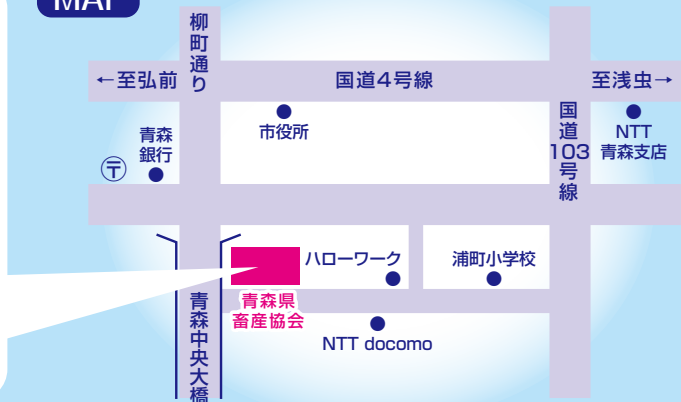 MAP
柳町通り
←至弘前
国道4号線
至浅虫→
市役所
国道103号線
NTT
青森支店
青森
銀行
〒
ハローワーク
浦町小学校
青森県
畜産協会
青森中央大橋
NTT docomo